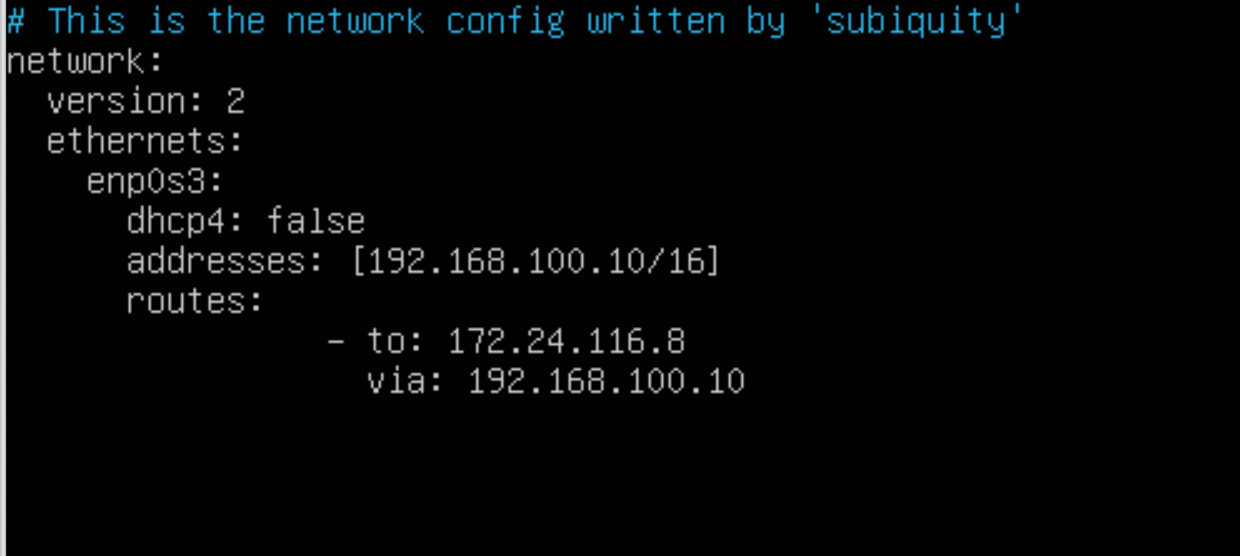 # This is the network config written by 'subiquity'
network:
  version: 2
  ethernets:
    enp0s3:
      dhcp4: false
      addresses: [192.168.100.10/16]
      routes:
                - to: 172.24.116.8
                  via: 192.168.100.10